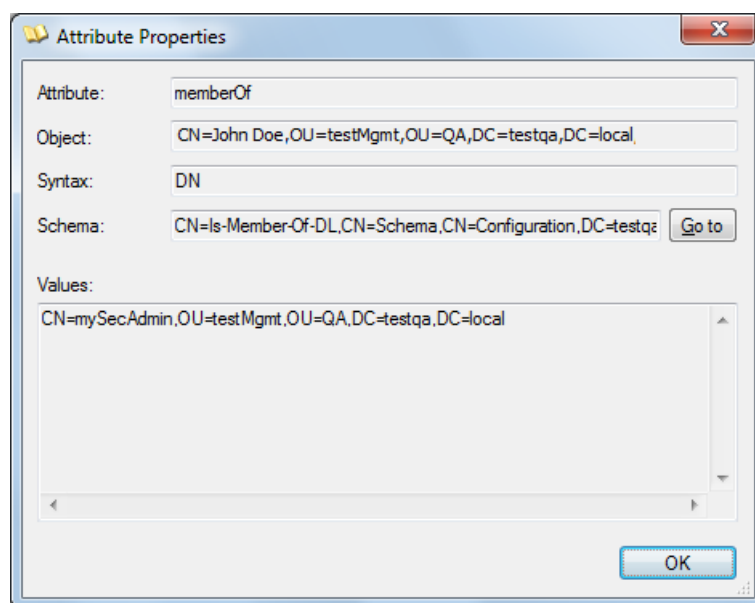 Attribute Properties
Attribute: memberOf
Object: CN=John Doe,OU=testMgmt,OU=QA,DC=testqa,DC=local,
Syntax: DN
Schema: CN=Is-Member-Of-DL,CN=Schema,CN=Configuration,DC=testqa Go to
Values:
CN=mySecAdmin,OU=testMgmt,OU=QA,DC=testqa,DC=local
OK